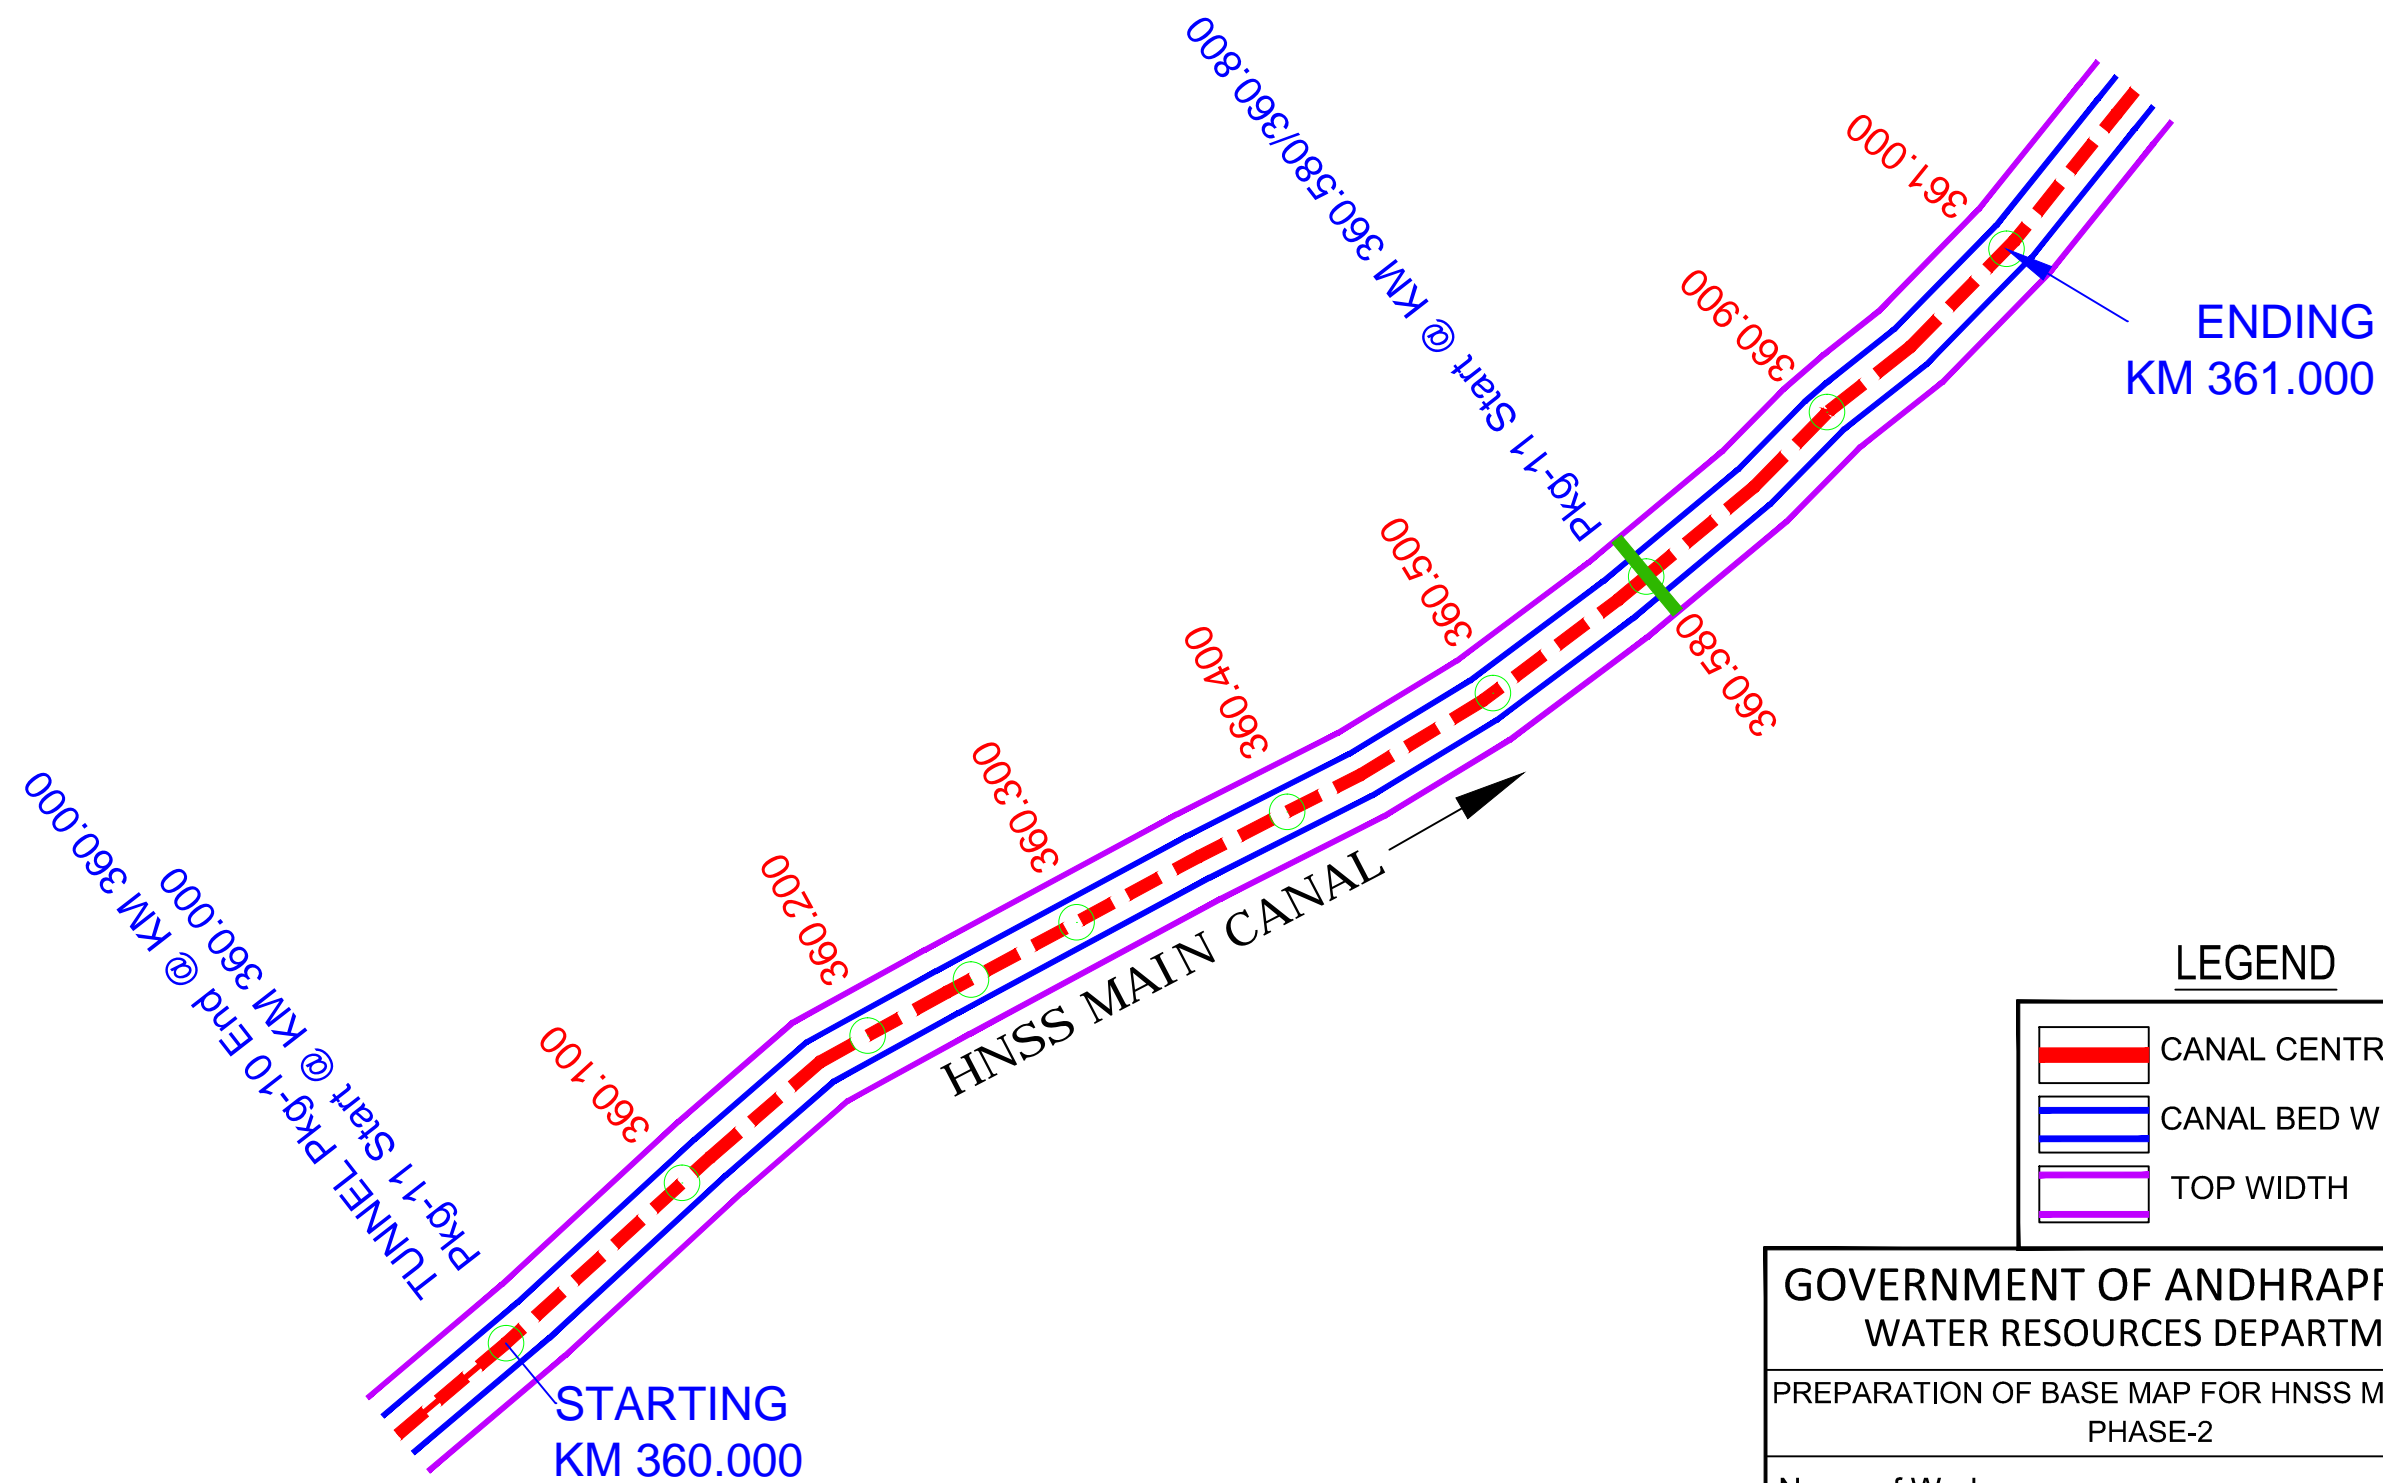 Pkg-11 Start @ KM 360.580/360.800
361.000
360.900
ENDING
KM 361.000
360.500
360.580
360.400
360.300
360.200
HNSS MAIN CANAL
TUNNEL Pkg-10 End @ KM 360.000
Pkg-11 Start @ KM 360.000
360.100
STARTING
KM 360.000
LEGEND
CANAL CENTR
CANAL BED W
TOP WIDTH
GOVERNMENT OF ANDHRAPR
WATER RESOURCES DEPARTM
PREPARATION OF BASE MAP FOR HNSS M
PHASE-2